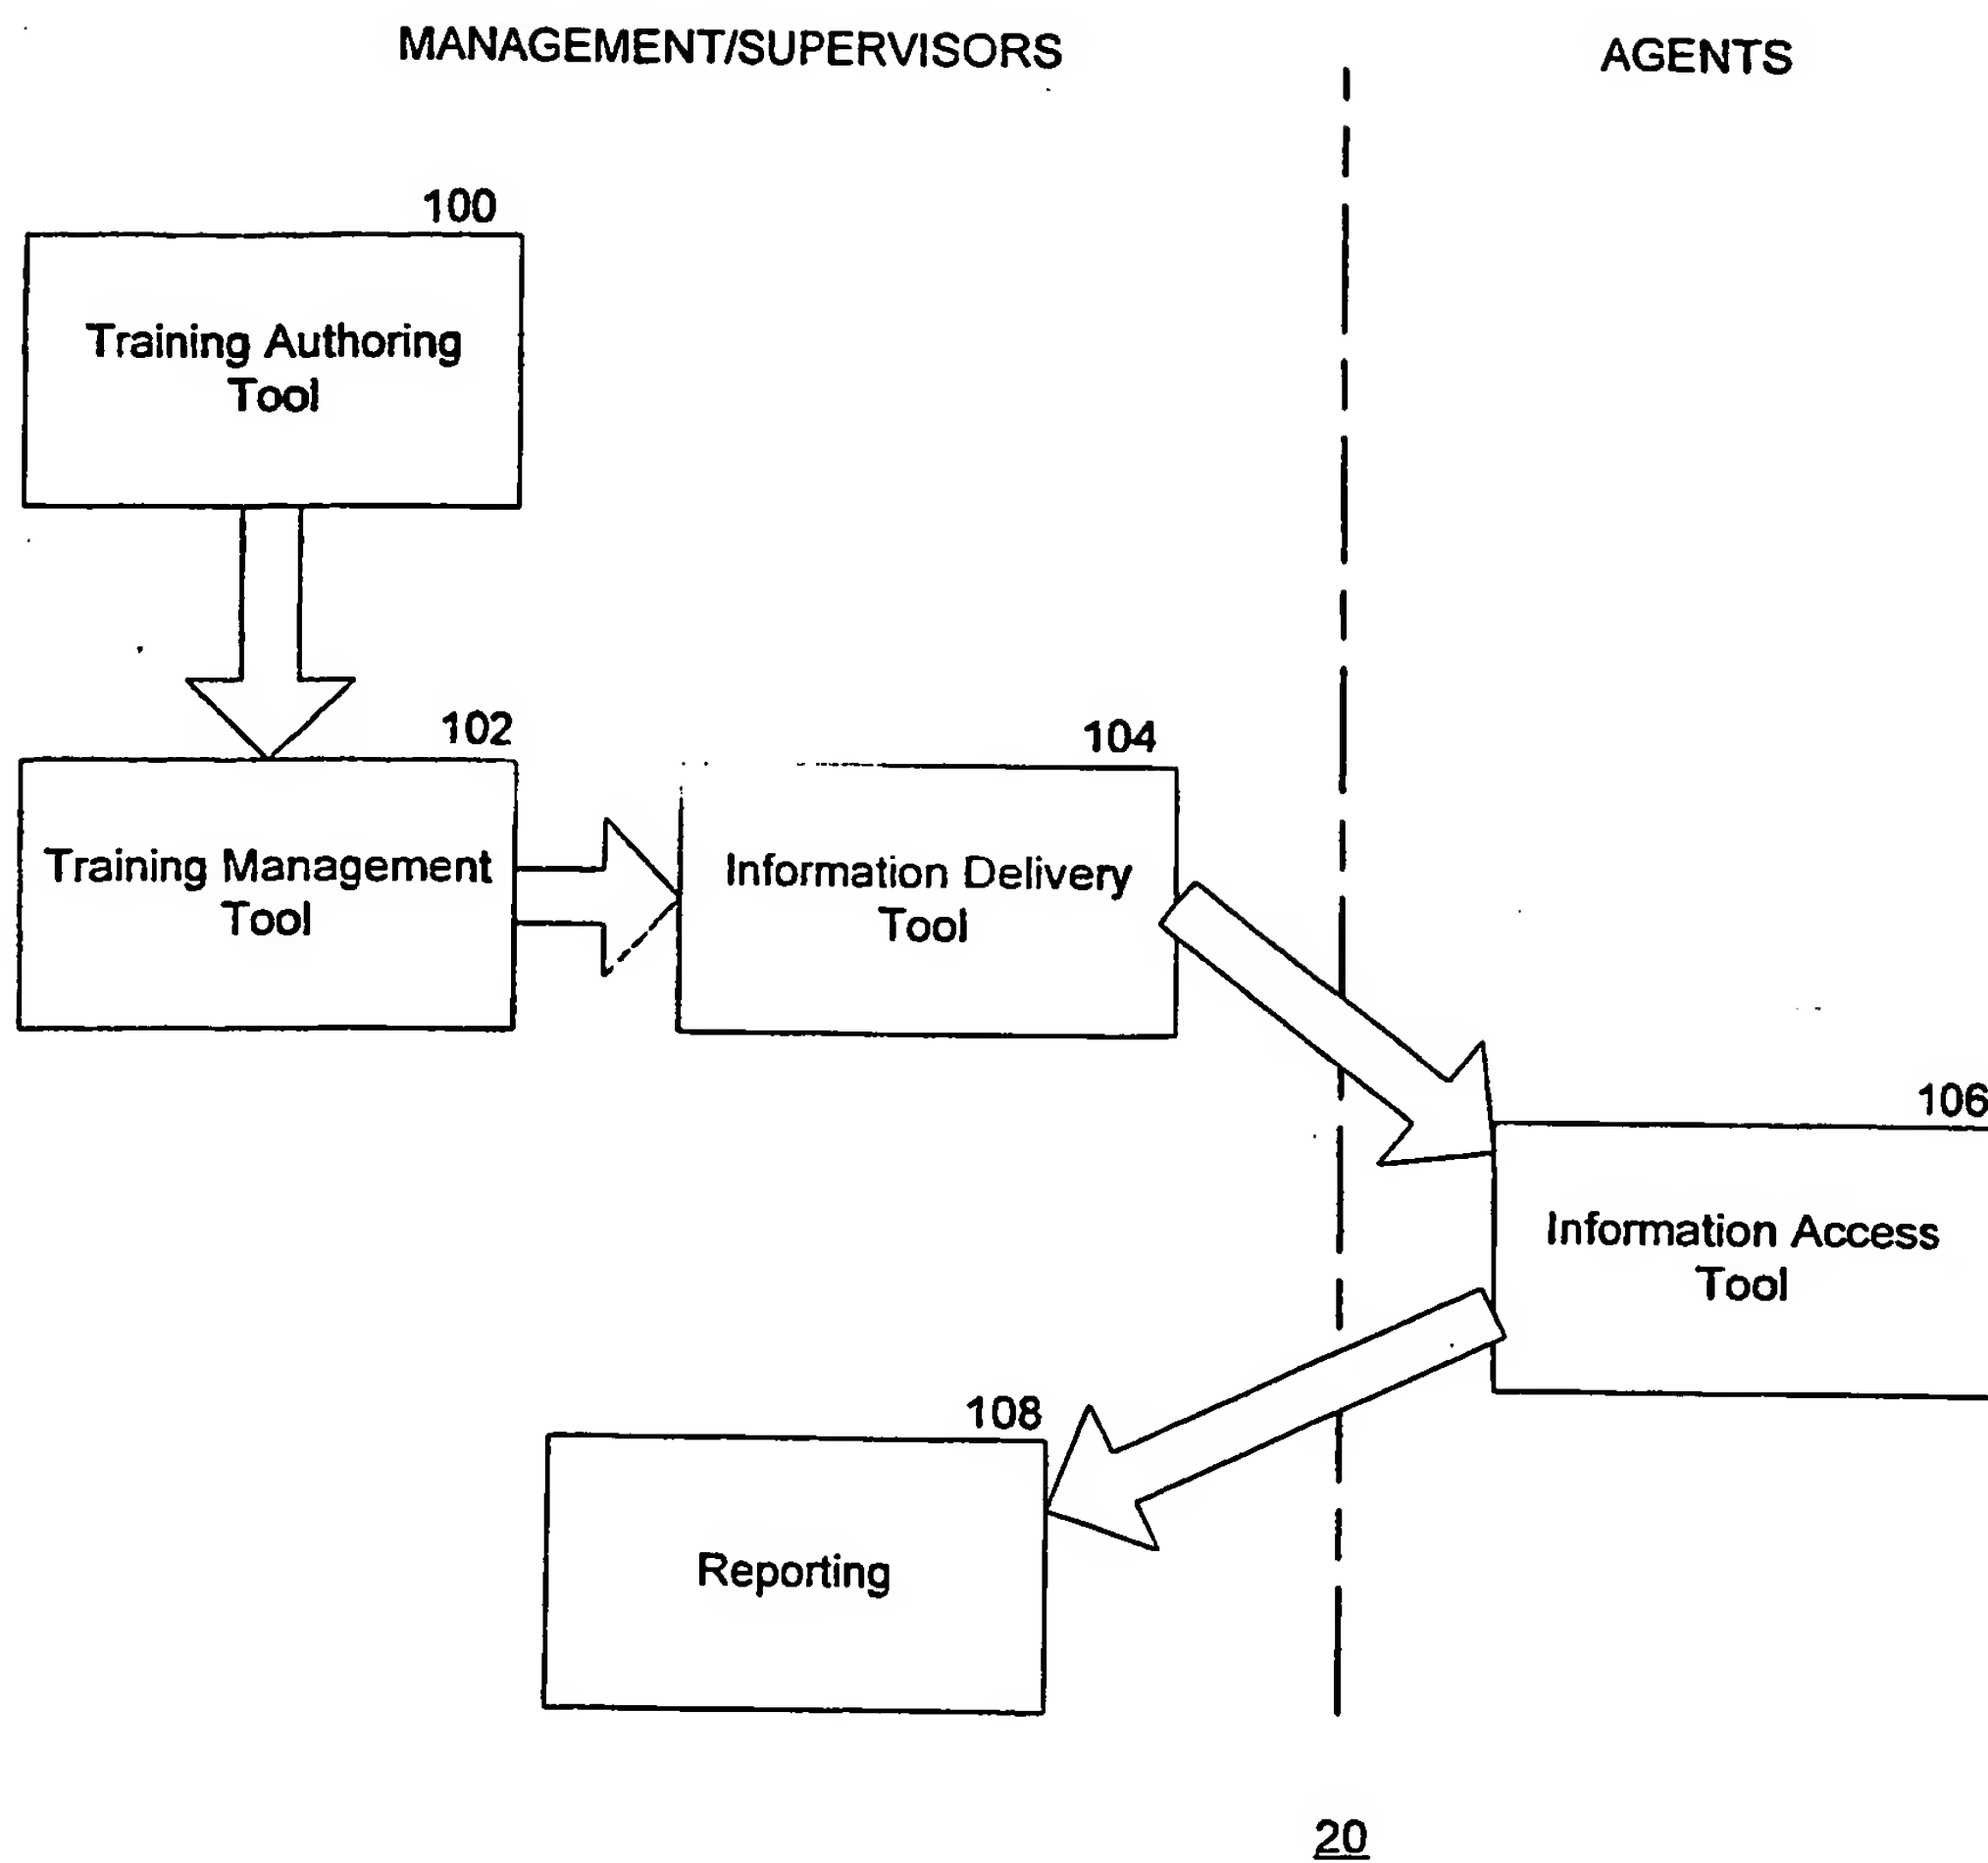 MANAGEMENT/SUPERVISORS
AGENTS
100
Training Authoring
Tool
102
Training Management
Tool
104
Information Delivery
Tool
106
Information Access
Tool
108
Reporting
20